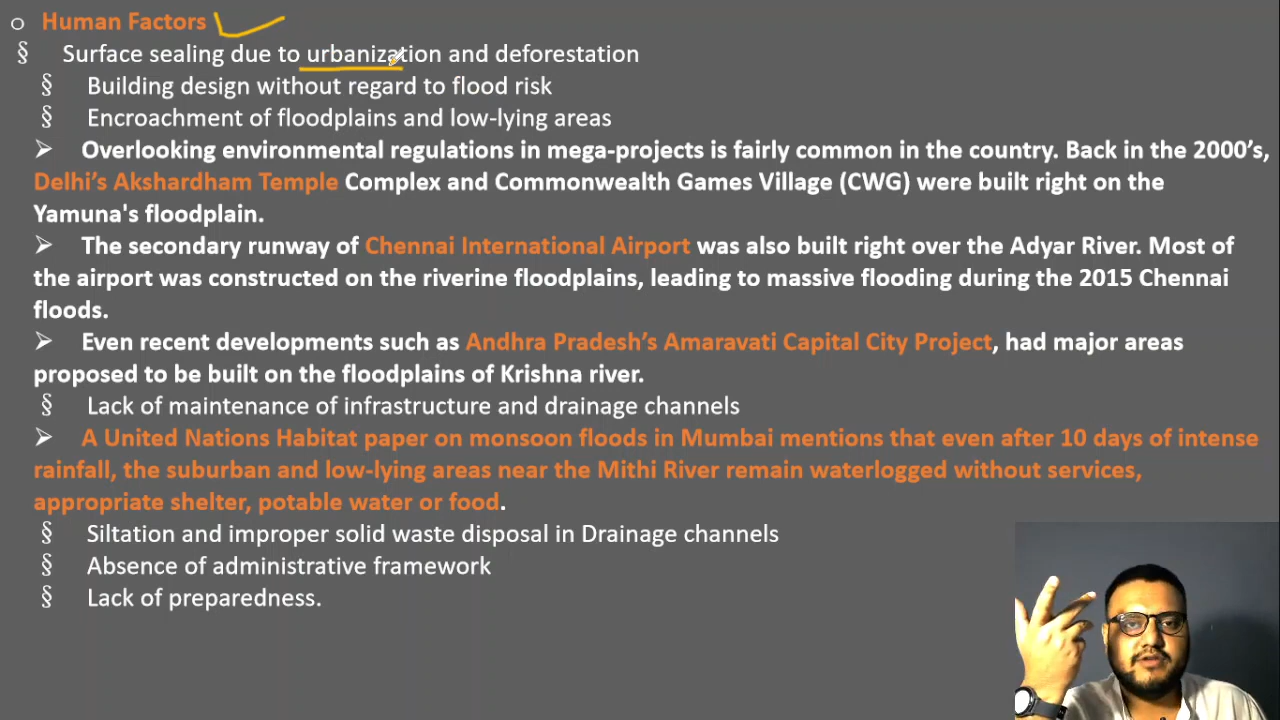 o Human Factors
§ Surface sealing due to urbanization and deforestation
§ Building design without regard to flood risk
§ Encroachment of floodplains and low-lying areas
➢ Overlooking environmental regulations in mega-projects is fairly common in the country. Back in the 2000’s,
Delhi’s Akshardham Temple Complex and Commonwealth Games Village (CWG) were built right on the
Yamuna's floodplain.
➢ The secondary runway of Chennai International Airport was also built right over the Adyar River. Most of
the airport was constructed on the riverine floodplains, leading to massive flooding during the 2015 Chennai
floods.
➢ Even recent developments such as Andhra Pradesh’s Amaravati Capital City Project, had major areas
proposed to be built on the floodplains of Krishna river.
§ Lack of maintenance of infrastructure and drainage channels
➢ A United Nations Habitat paper on monsoon floods in Mumbai mentions that even after 10 days of intense
rainfall, the suburban and low-lying areas near the Mithi River remain waterlogged without services,
appropriate shelter, potable water or food.
§ Siltation and improper solid waste disposal in Drainage channels
§ Absence of administrative framework
§ Lack of preparedness.